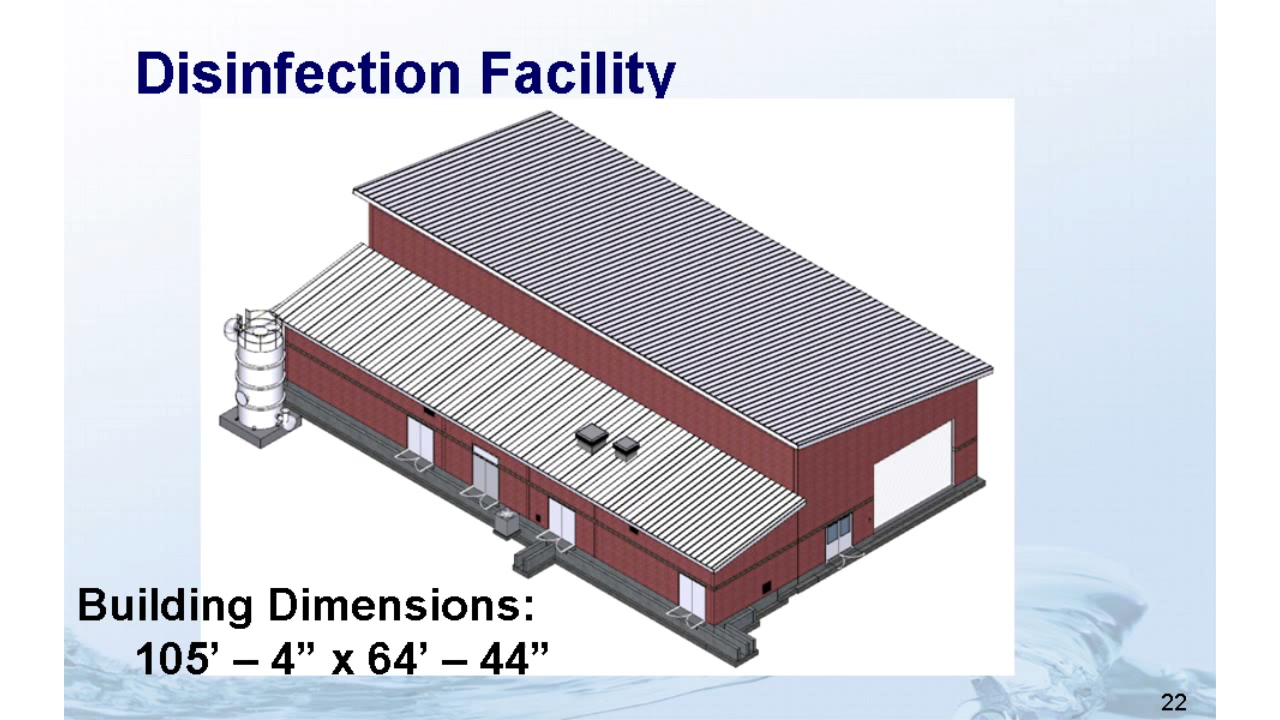 Disinfection Facility
Building Dimensions:
105’ – 4” x 64’ – 44”
22